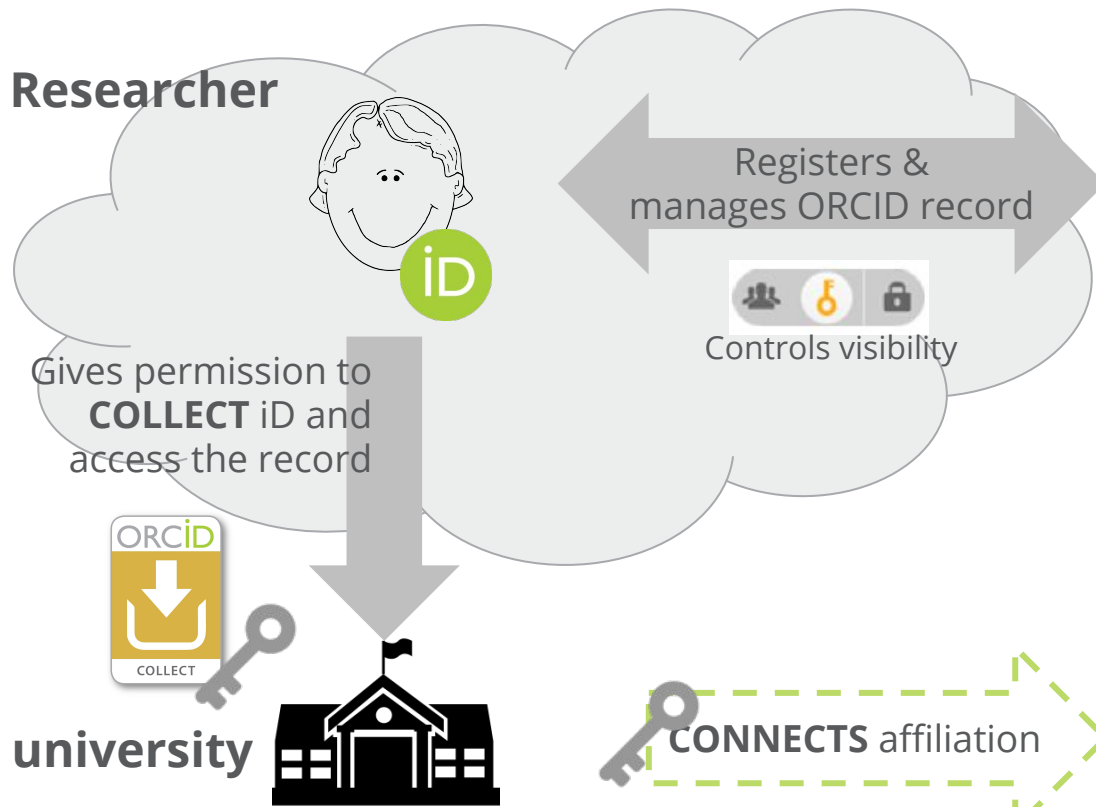 Researcher
Registers &
manages ORCID record
iD
Controls visibility
Gives permission to
COLLECT iD and
access the record
ORCiD
COLLECT
university
CONNECTS affiliation